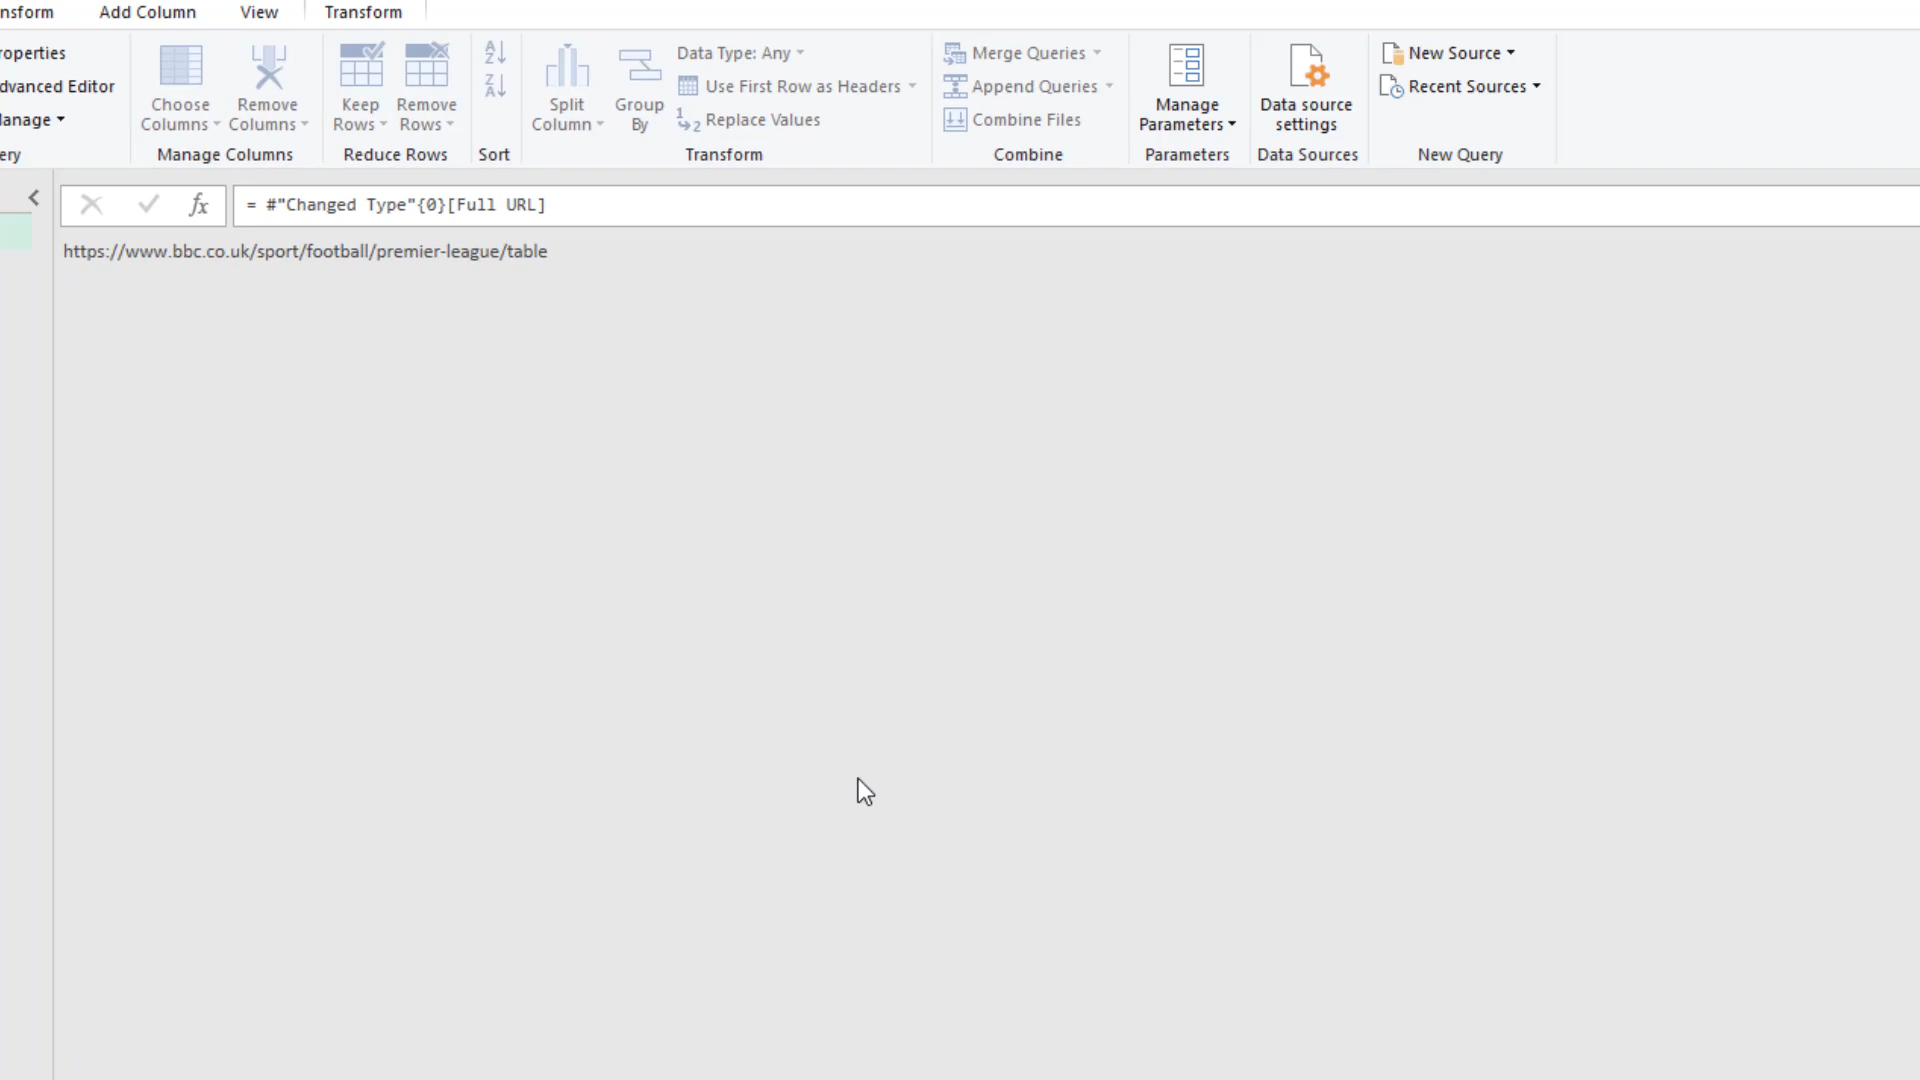 nsform Add Column View Transform
roperties
dvanced Editor
lanage
ery
Choose Columns
Remove Columns
Manage Columns
Keep Rows
Remove Rows
Reduce Rows
A Z
Z A
Sort
Split Column
Group By
Data Type: Any
Use First Row as Headers
1 2 Replace Values
Transform
Merge Queries
Append Queries
Combine Files
Combine
Manage Parameters
Parameters
Data source settings
Data Sources
New Source
Recent Sources
New Query
fx = #"Changed Type"{0}[Full URL]
https://www.bbc.co.uk/sport/football/premier-league/table